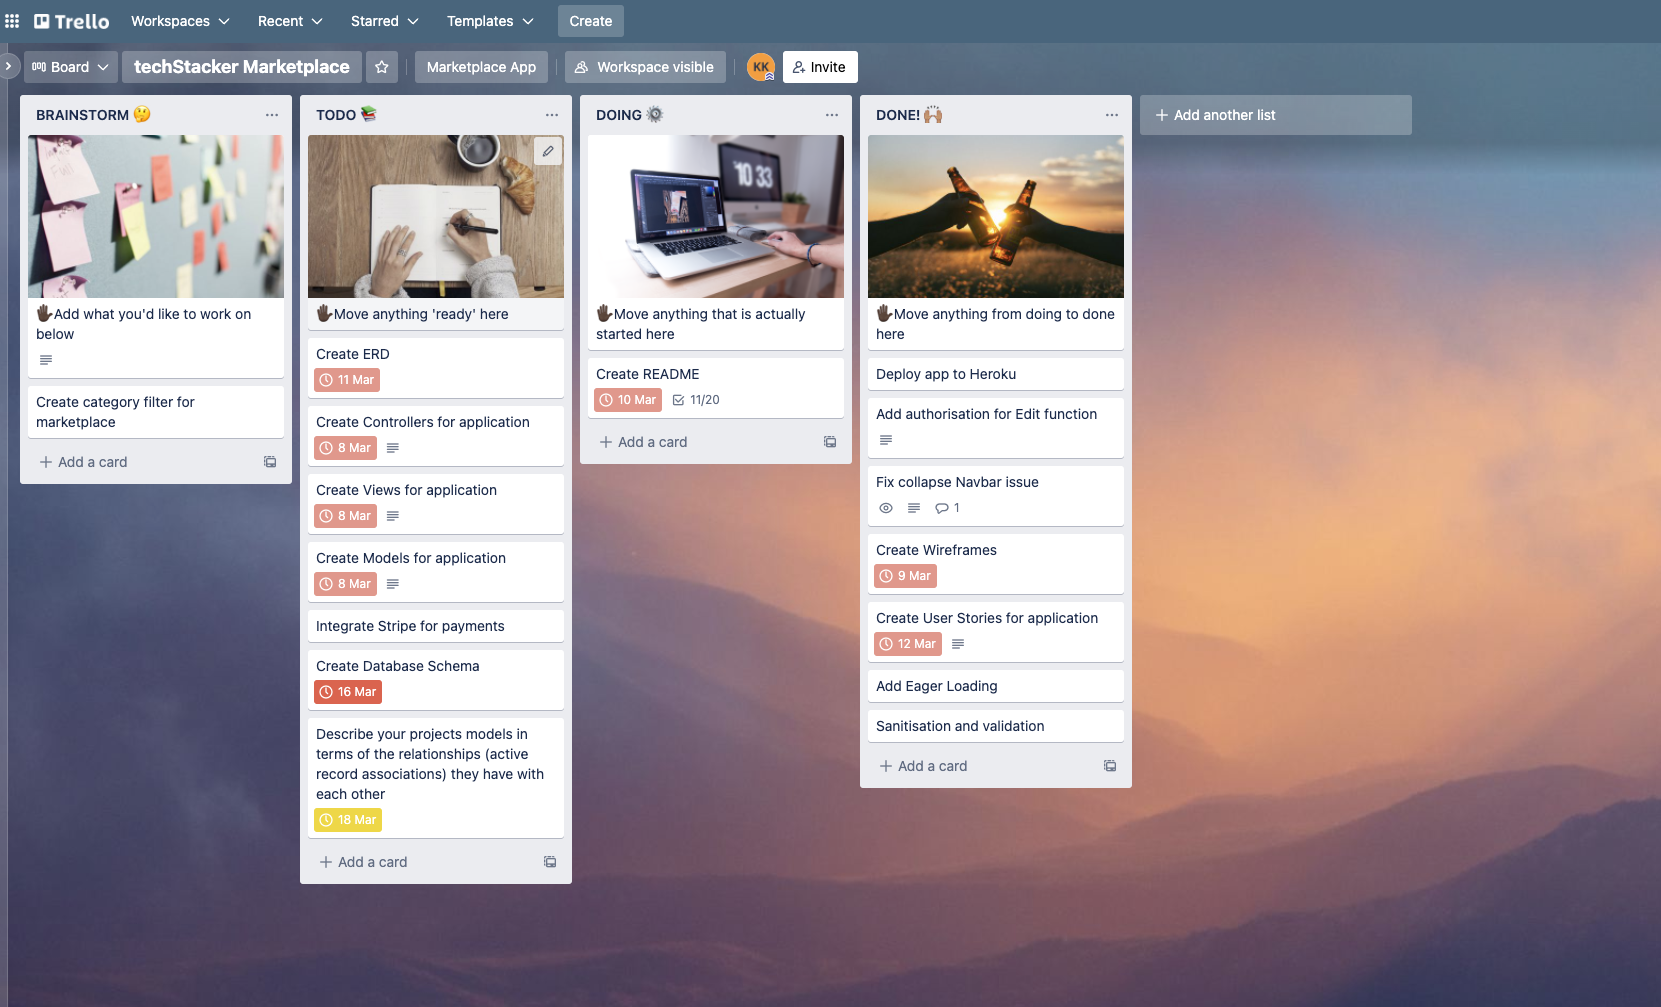 Trello
Workspaces
Recent
Starred
Templates
Create
Board
techStacker Marketplace
Marketplace App
Workspace visible
KK
Invite
BRAINSTORM 🤔
🖐🏿Add what you'd like to work on
below
Create category filter for
marketplace
+ Add a card
TODO 📚
🖐🏿Move anything 'ready' here
Create ERD
11 Mar
Create Controllers for application
8 Mar
Create Views for application
8 Mar
Create Models for application
8 Mar
Integrate Stripe for payments
Create Database Schema
16 Mar
Describe your projects models in
terms of the relationships (active
record associations) they have with
each other
18 Mar
+ Add a card
DOING ⚙️
10 33
🖐🏿Move anything that is actually
started here
Create README
10 Mar 11/20
+ Add a card
DONE! 🙌🏼
🖐🏿Move anything from doing to done
here
Deploy app to Heroku
Add authorisation for Edit function
Fix collapse Navbar issue
1
Create Wireframes
9 Mar
Create User Stories for application
12 Mar
Add Eager Loading
Sanitisation and validation
+ Add a card
+ Add another list